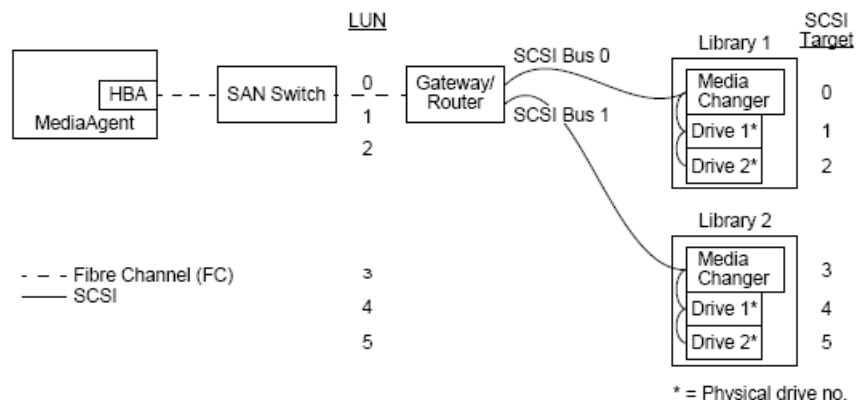 LUN
SCSI
Target
Library 1
SCSI Bus 0
HBA
MediaAgent
SAN Switch
0
1
2
Gateway/
Router
SCSI Bus 1
Media
Changer
0
Drive 1*
1
Drive 2*
2
Library 2
- - - Fibre Channel (FC)
SCSI
3
4
5
Media
Changer
3
Drive 1*
4
Drive 2*
5
* = Physical drive no.